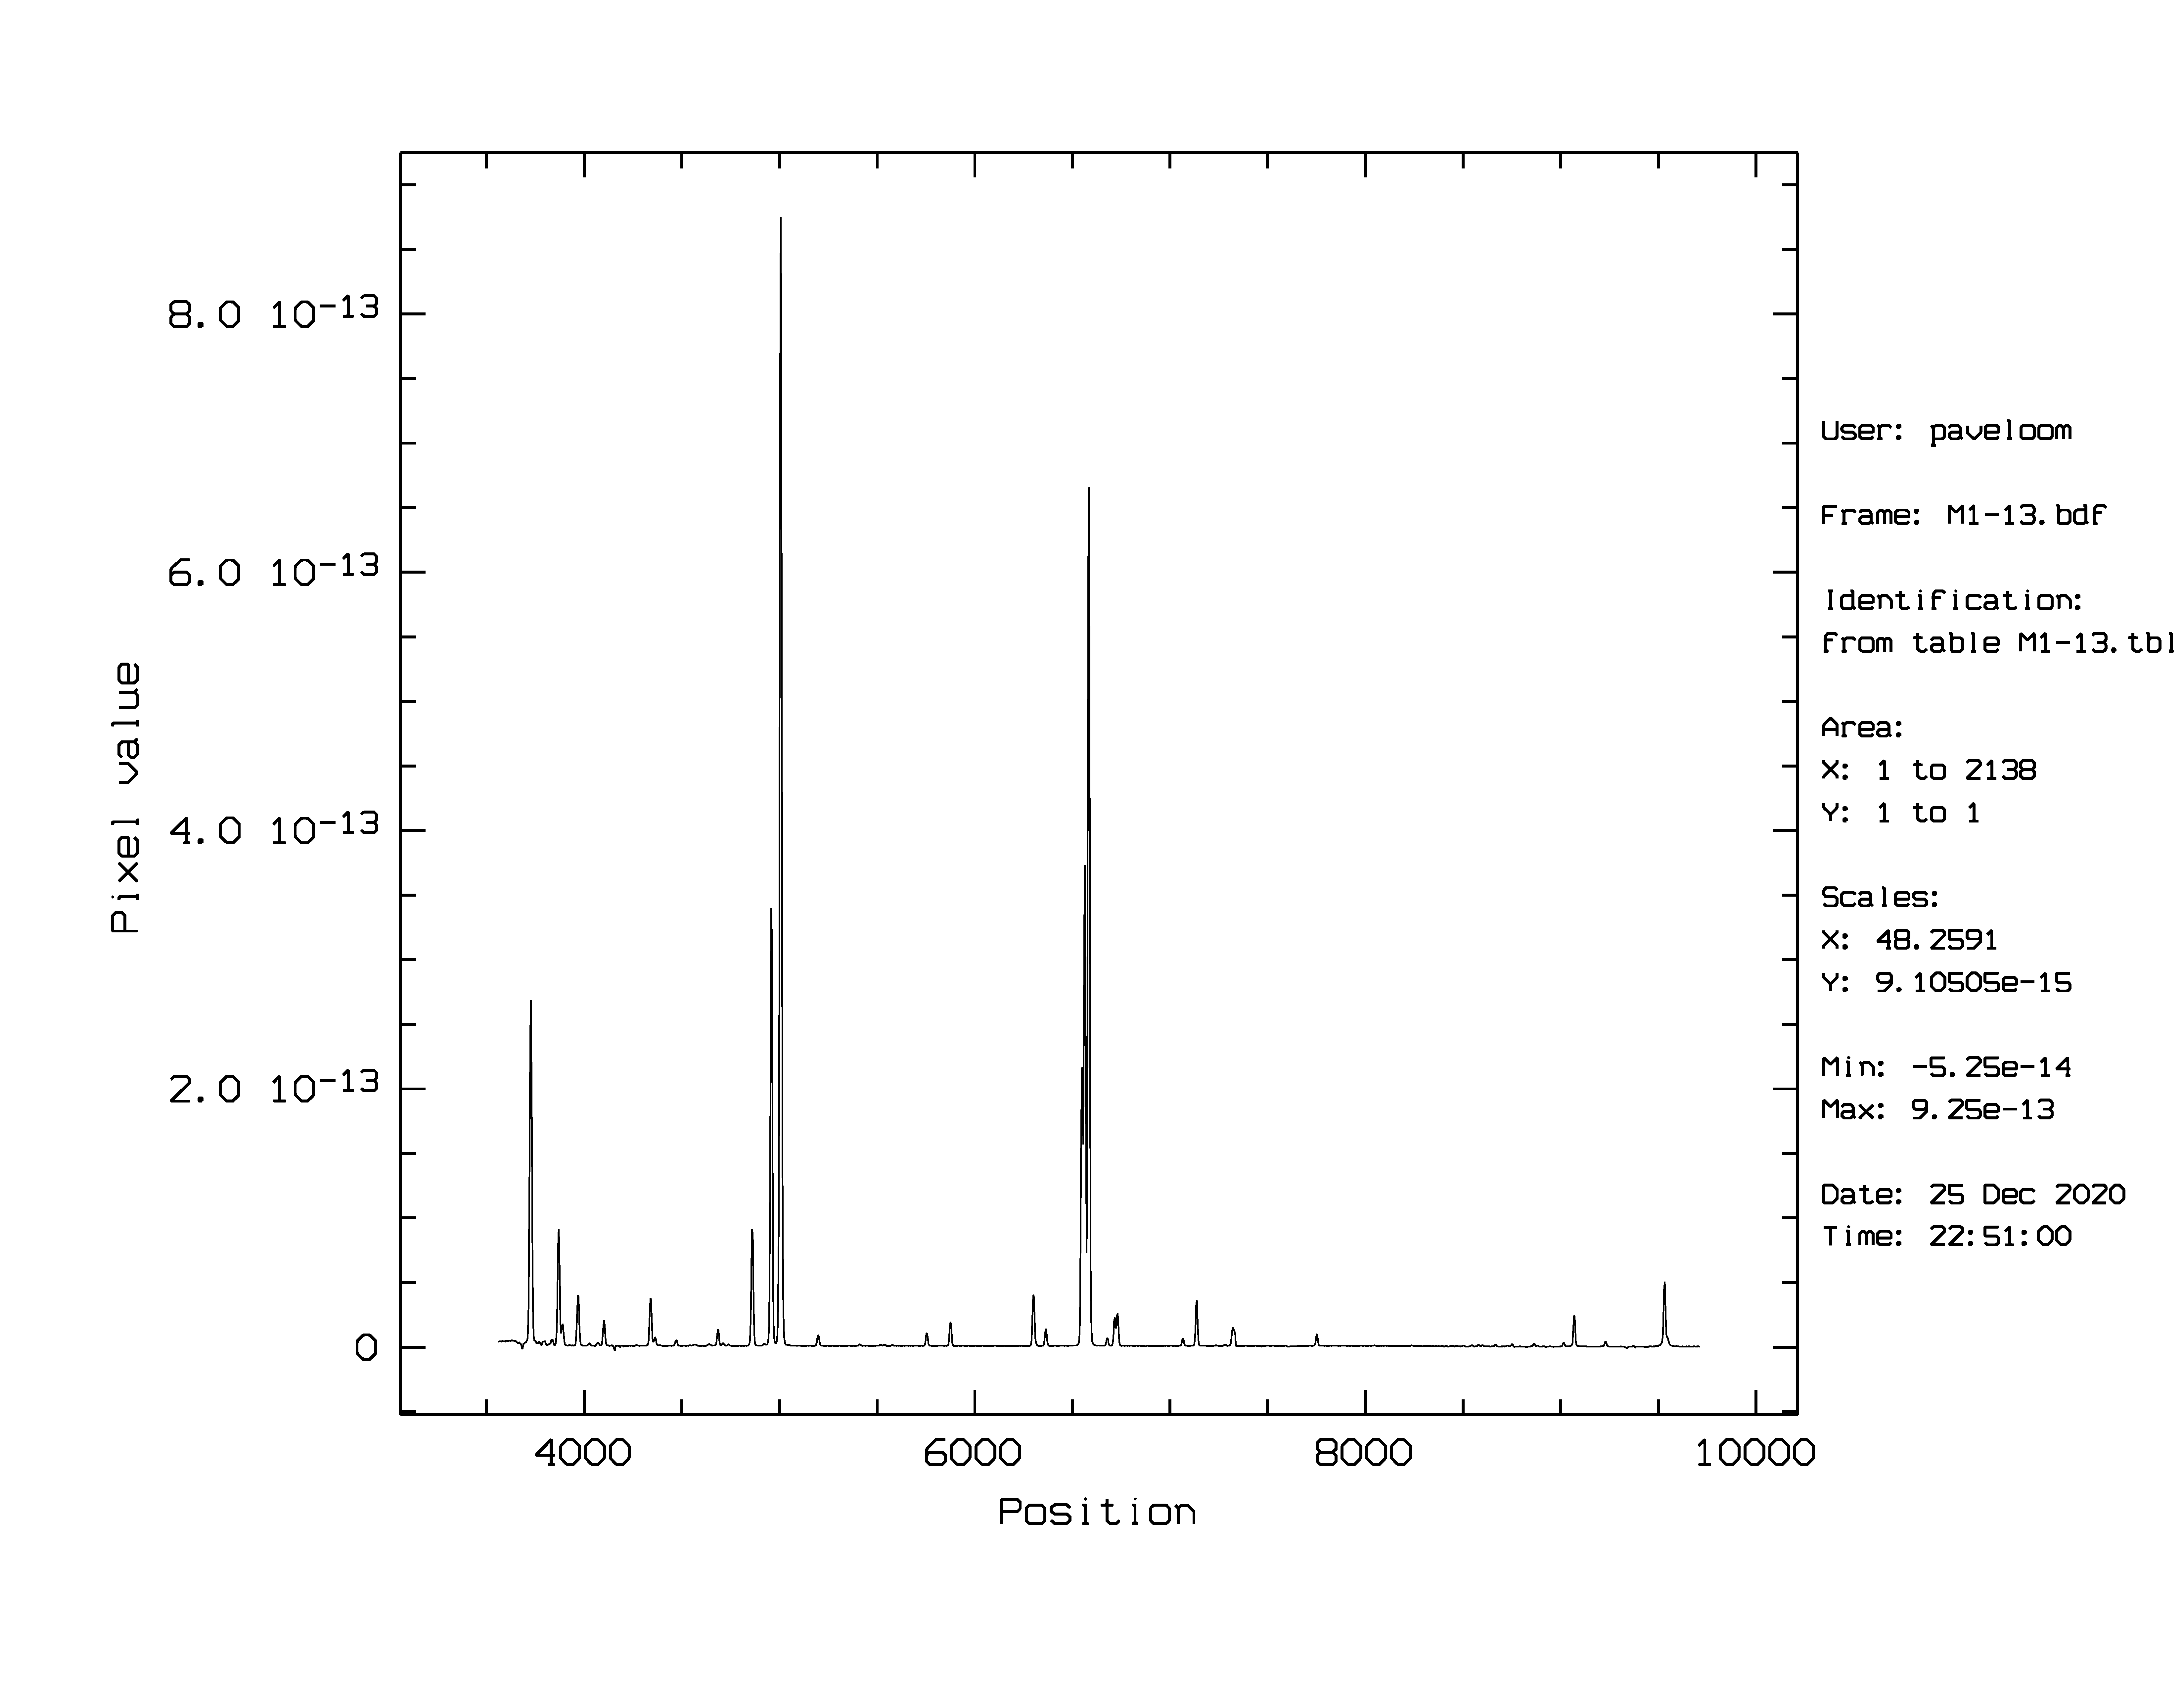 8.0 10-13
6.0 10-13
4.0 10-13
2.0 10-13
0
Pixel value
4000 6000 8000 10000
Position
User: paveloom
Frame: M1-13.bdf
Identification:
from table M1-13.tbl
Area:
X: 1 to 2138
Y: 1 to 1
Scales:
X: 48.2591
Y: 9.10505e-15
Min: -5.25e-14
Max: 9.25e-13
Date: 25 Dec 2020
Time: 22:51:00